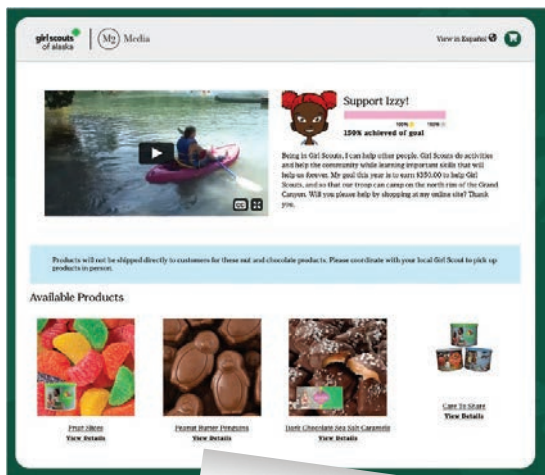 girl scouts
of alaska
M2 Media
View in Español
CC
Support Izzy!
100%
150%
150% achieved of goal
Being in Girl Scouts, I can help other people. Girl Scouts do activities
and help the community while learning important skills that will
help us forever. My goal this year is to earn $350.00 to help Girl
Scouts, and so that our troop can camp on the north rim of the Grand
Canyon. Will you please help by shopping at my online site? Thank
you.
Products will not be shipped directly to customers for these nut and chocolate products. Please coordinate with your local Girl Scout to pick up
products in person.
Available Products
Fruit Slices
View Details
Peanut Butter Penguins
View Details
Dark Chocolate Sea Salt Caramels
View Details
Care To Share
View Details